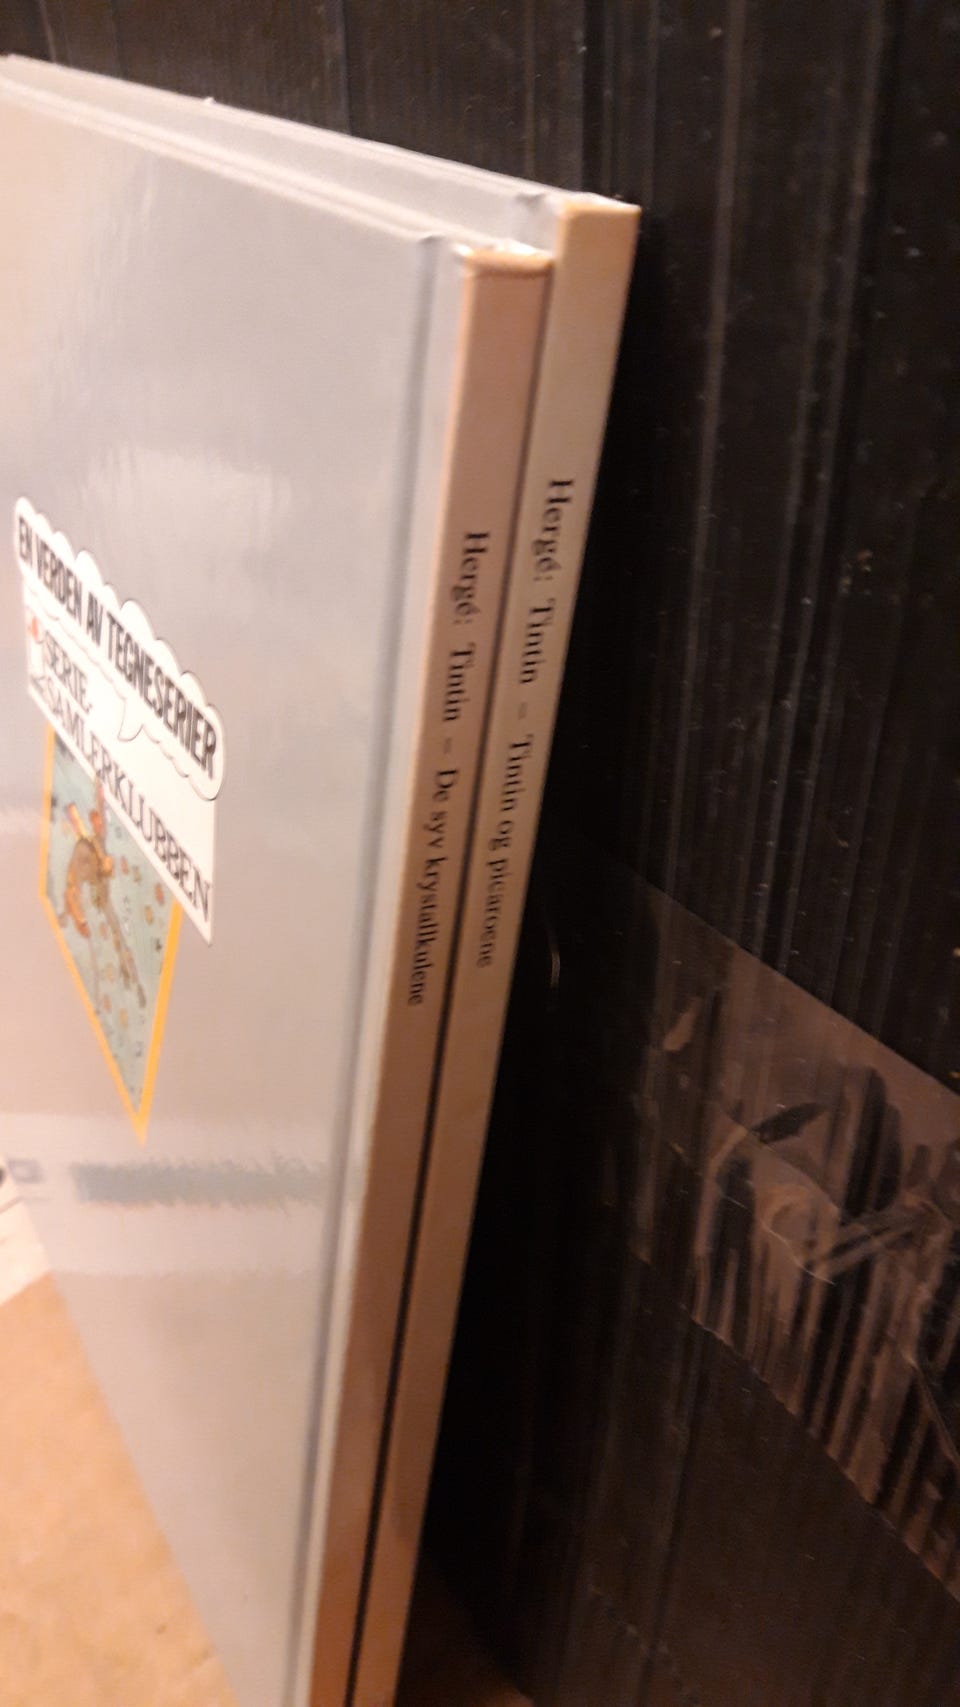 EN VERDEN AV TEGNESERIER
SERIE-
SAMLERKLUBBEN
Hergé: Tintin – De syv krystallkulene
Hergé: Tintin – Tintin og picaroene